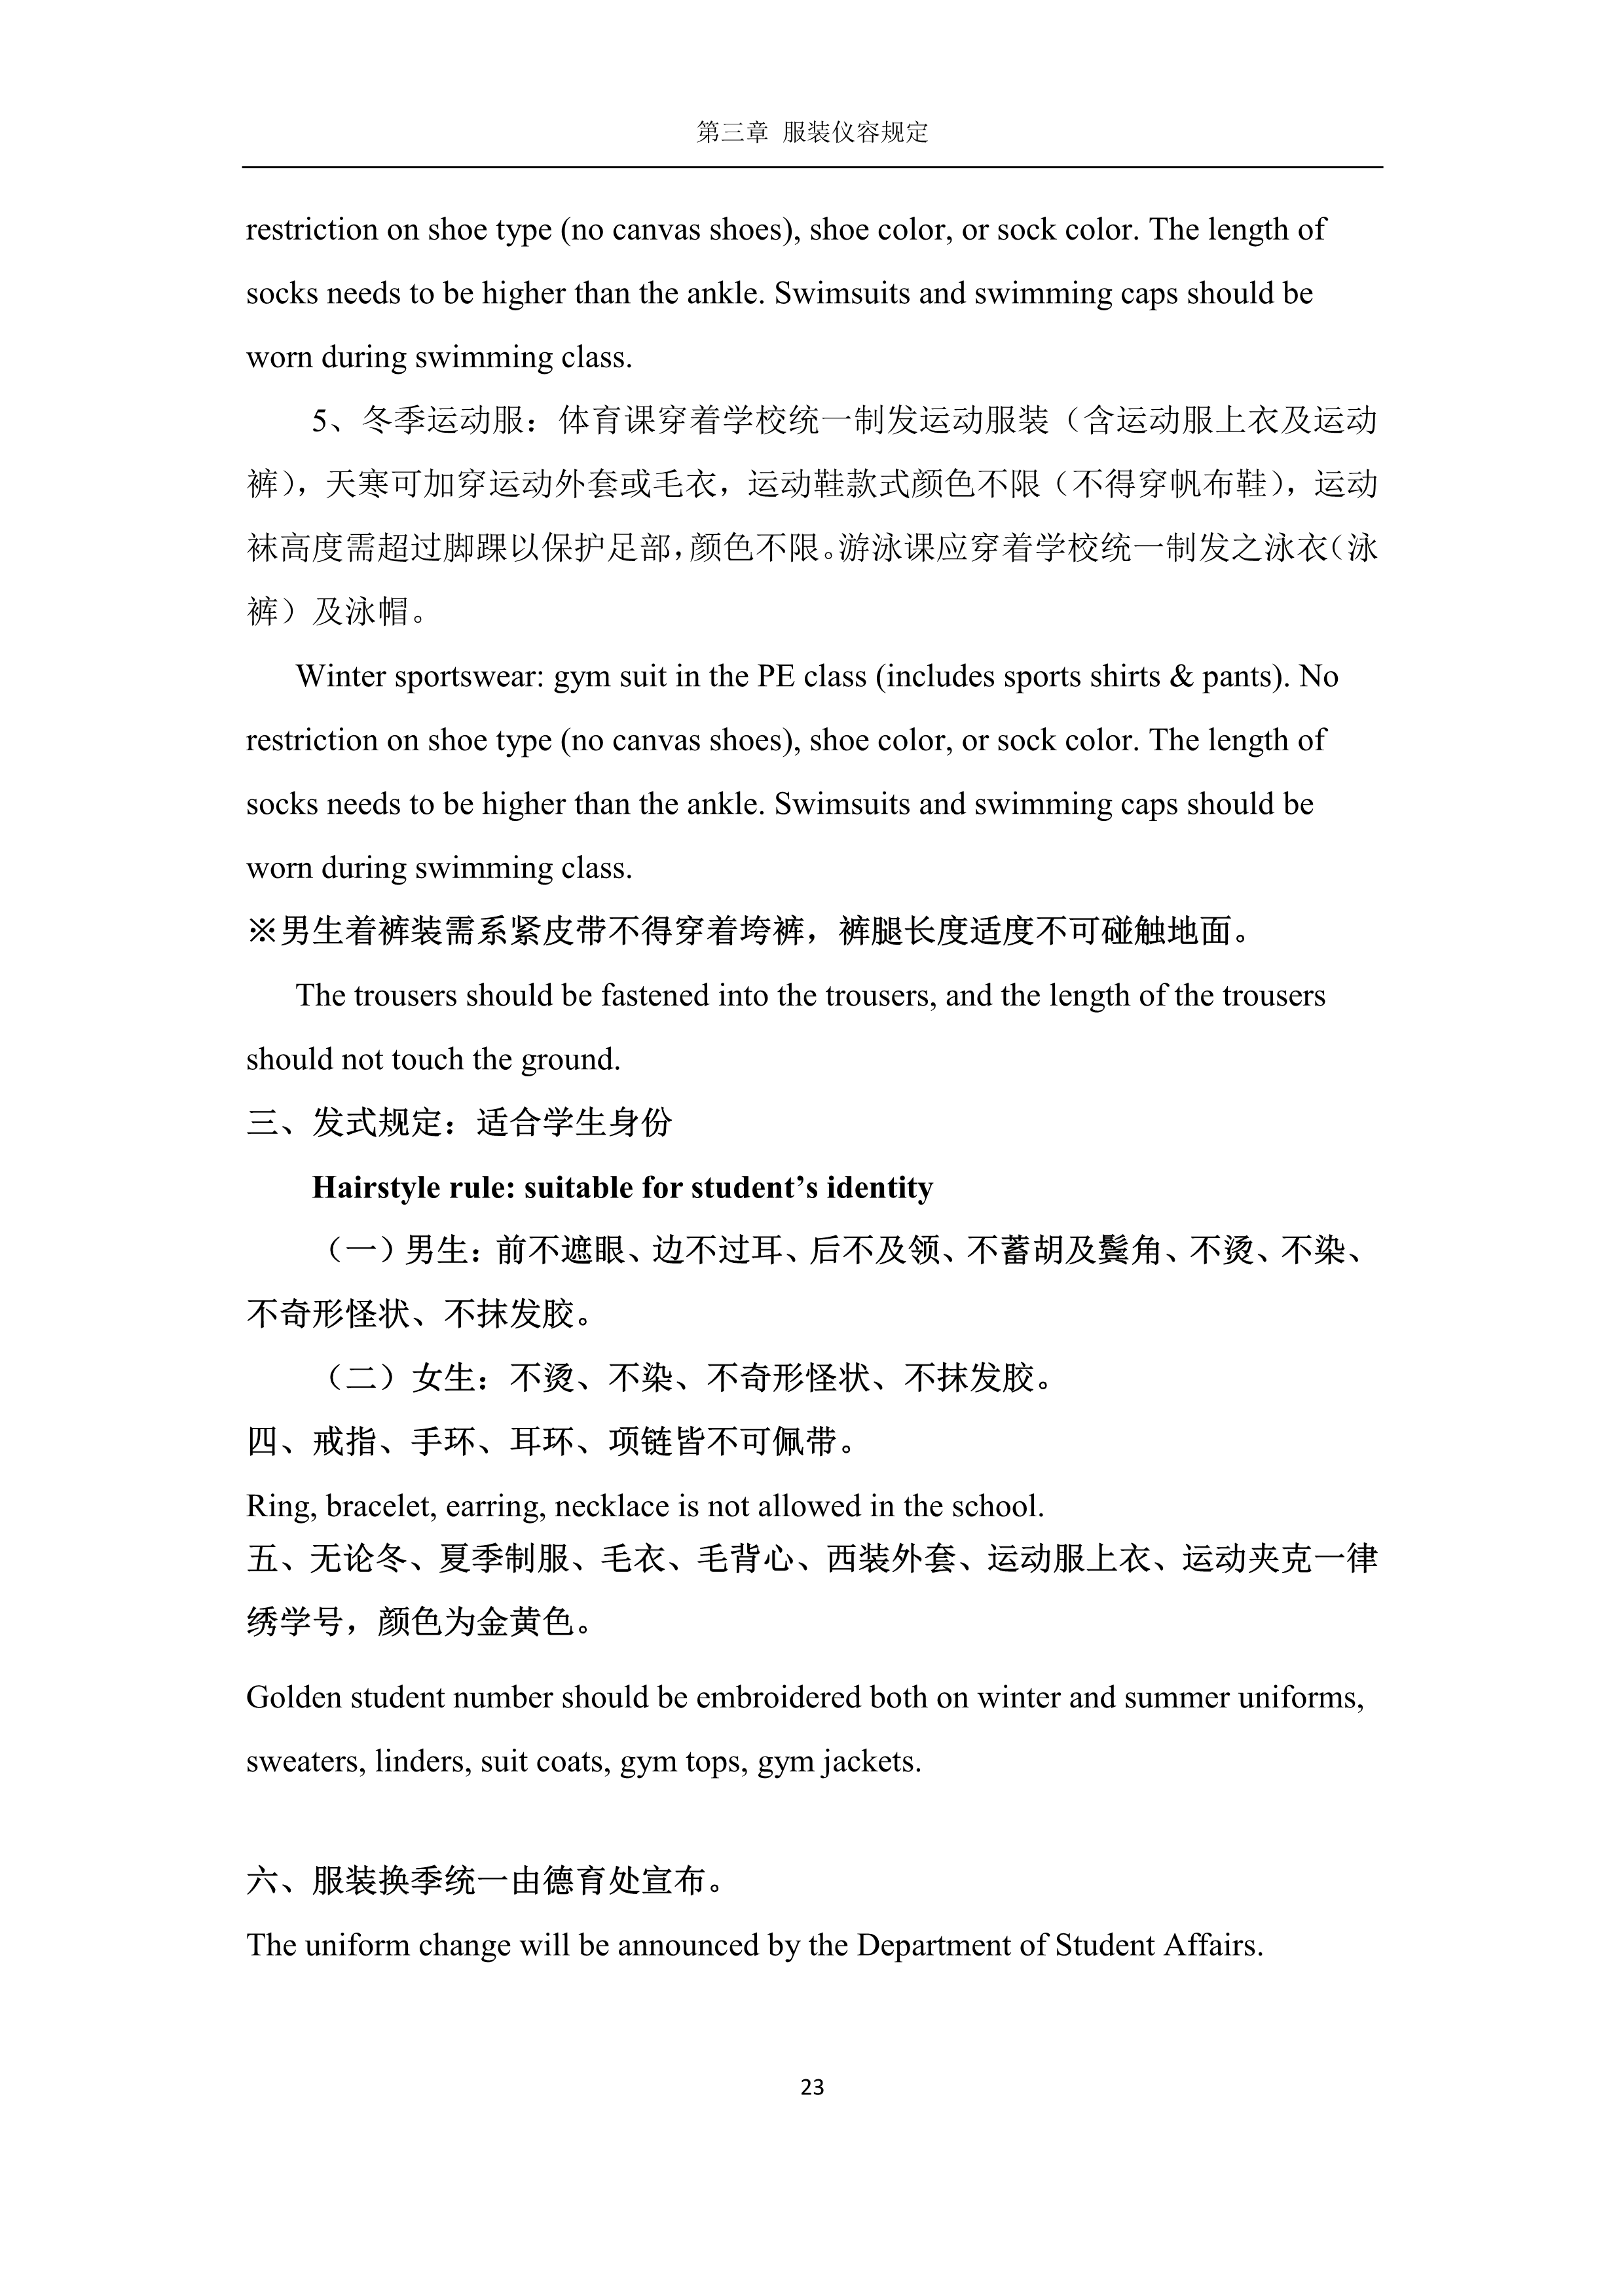 第三章 服装仪容规定
restriction on shoe type (no canvas shoes), shoe color, or sock color. The length of
socks needs to be higher than the ankle. Swimsuits and swimming caps should be
worn during swimming class.
5、冬季运动服：体育课穿着学校统一制发运动服装（含运动服上衣及运动
裤），天寒可加穿运动外套或毛衣，运动鞋款式颜色不限（不得穿帆布鞋），运动
袜高度需超过脚踝以保护足部，颜色不限。游泳课应穿着学校统一制发之泳衣（泳
裤）及泳帽。
Winter sportswear: gym suit in the PE class (includes sports shirts & pants). No
restriction on shoe type (no canvas shoes), shoe color, or sock color. The length of
socks needs to be higher than the ankle. Swimsuits and swimming caps should be
worn during swimming class.
※男生着裤装需系紧皮带不得穿着垮裤，裤腿长度适度不可碰触地面。
The trousers should be fastened into the trousers, and the length of the trousers
should not touch the ground.
三、发式规定：适合学生身份
Hairstyle rule: suitable for student’s identity
（一）男生：前不遮眼、边不过耳、后不及领、不蓄胡及鬓角、不烫、不染、
不奇形怪状、不抹发胶。
（二）女生：不烫、不染、不奇形怪状、不抹发胶。
四、戒指、手环、耳环、项链皆不可佩带。
Ring, bracelet, earring, necklace is not allowed in the school.
五、无论冬、夏季制服、毛衣、毛背心、西装外套、运动服上衣、运动夹克一律
绣学号，颜色为金黄色。
Golden student number should be embroidered both on winter and summer uniforms,
sweaters, linders, suit coats, gym tops, gym jackets.
六、服装换季统一由德育处宣布。
The uniform change will be announced by the Department of Student Affairs.
23